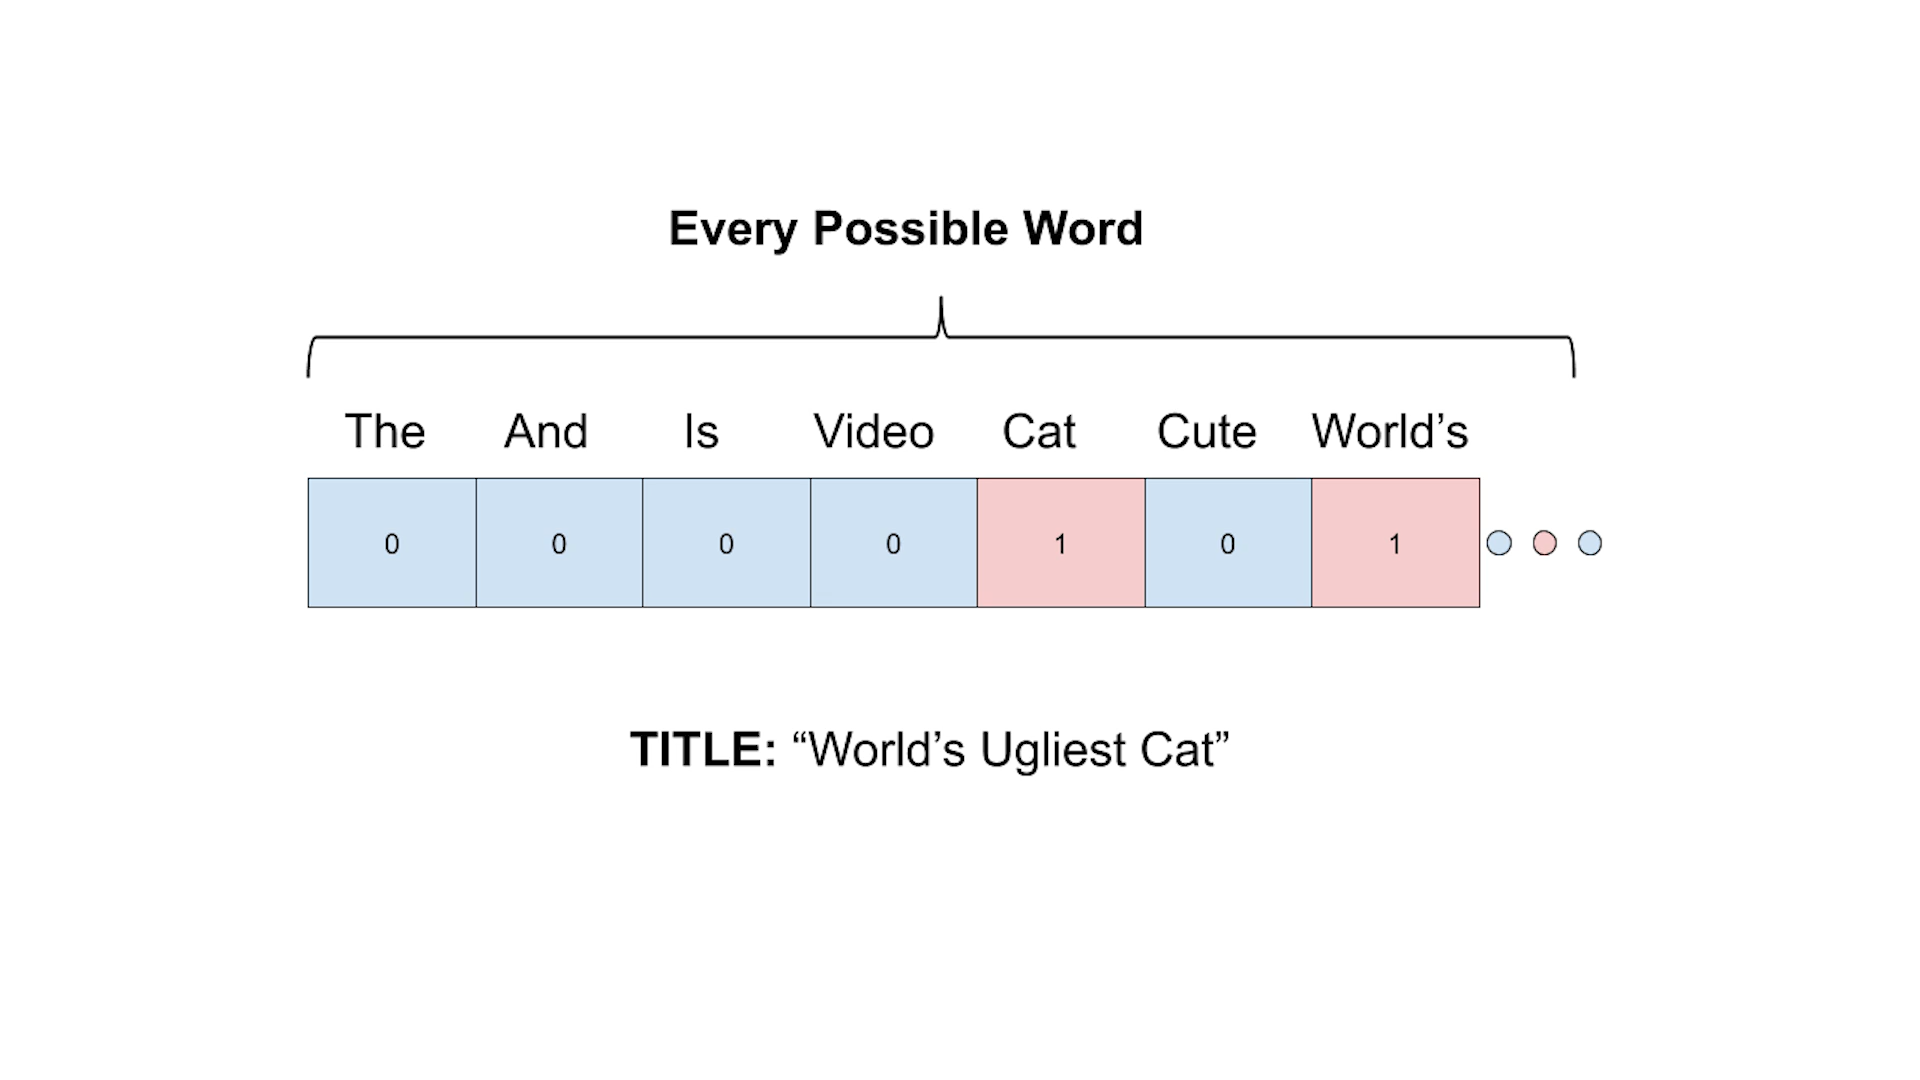 Every Possible Word
The And Is Video Cat Cute World’s
0 0 0 0 1 0 1
TITLE: “World’s Ugliest Cat”